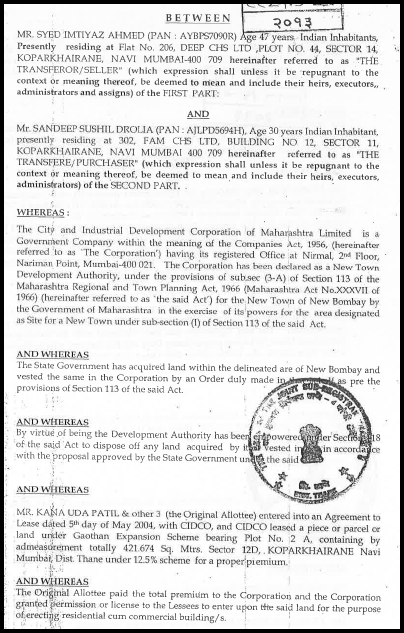 २०१३
BETWEEN
MR. SYED IMTIYAZ AHMED (PAN : AYBPS7090R) Age 47 years Indian Inhabitants,
Presently residing at Flat No. 206, DEEP CHS LTD ,PLOT NO. 44, SECTOR 14,
KOPARKHAIRANE, NAVI MUMBAI-400 709 hereinafter referred to as "THE
TRANSFEROR/SELLER" (which expression shall unless it be repugnant to the
context or meaning thereof, be deemed to mean and include their heirs, executors,,
administrators and assigns) of the FIRST PART:
AND
Mr. SANDEEP SUSHIL DROLIA (PAN : AJLPD5694H), Age 30 years Indian Inhabitant,
presently residing at 302, FAM CHS LTD, BUILDING NO 12, SECTOR 11,
KOPARKHAIRANE, NAVI MUMBAI 400 709 hereinafter referred to as "THE
TRANSFERE/PURCHASER" (which expression shall unless it be repugnant to the
context or meaning thereof, be deemed to mean and include their heirs, executors,
administrators) of the SECOND PART.
WHEREAS :
The City and Industrial Development Corporation of Maharashtra Limited is a
Government Company within the meaning of the Companies Act, 1956, (hereinafter
referred to as 'The Corporation') having its registered Office at Nirmal, 2nd Floor,
Nariman Point, Mumbai-400 021. The Corporation has been declared as a New Town
Development Authority, under the provisions of sub.sec (3-A) of Section 113 of the
Maharashtra Regional and Town Planning Act, 1966 (Maharashtra Act No.XXXVII of
1966) (hereinafter referred to as 'the said Act') for the New Town of New Bombay by
the Government of Maharashtra in the exercise of its powers for the area designated
as Site for a New Town under sub-section (I) of Section 113 of the said Act.
AND WHEREAS
The State Government has acquired land within the delineated are of New Bombay and
vested the same in the Corporation by an Order duly made in as pre the
provisions of Section 113 of the said Act.
AND WHEREAS
By virtue of being the Development Authority has been empowered under Section 118
of the said Act to dispose off any land acquired by it vested in in accordance
with the proposal approved by the State Government under the said
AND WHEREAS
MR. KANA UDA PATIL & other 3 (the Original Allottee) entered into an Agreement to
Lease dated 5th day of May 2004, with CIDCO, and CIDCO leased a piece or parcel of
land under Gaothan Expansion Scheme bearing Plot No. 2 A, containing by
admeasurement totally 421.674 Sq. Mtrs. Sector 12D, . KOPARKHAIRANE Navi
Mumbai, Dist. Thane under 12.5% scheme for a proper premium.
AND WHEREAS
The Original Allottee paid the total premium to the Corporation and the Corporation
granted permission or license to the Lessees to enter upon the said land for the purpose
of erecting residential cum commercial building/s.